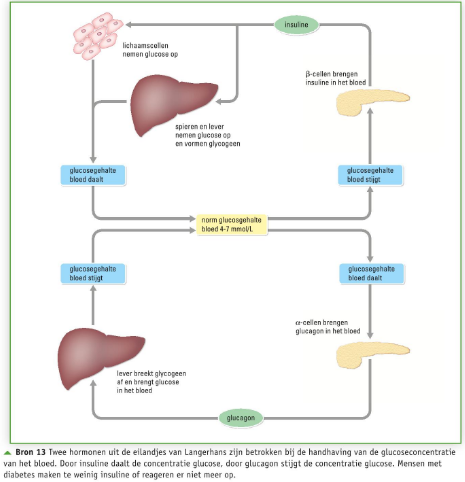 insuline
lichaamscellen
nemen glucose op
β-cellen brengen
insuline in het bloed
spieren en lever
nemen glucose op
en vormen glycogeen
glucosegehalte
bloed daalt
glucosegehalte
bloed stijgt
norm glucosgehalte
bloed 4-7 mmol/L
glucosegehalte
bloed stijgt
glucosegehalte
bloed daalt
α-cellen brengen
glucagon in het bloed
lever breekt glycogeen
af en brengt glucose
in het bloed
glucagon
Bron 13 Twee hormonen uit de eilandjes van Langerhans zijn betrokken bij de handhaving van de glucoseconcentratie
van het bloed. Door insuline daalt de concentratie glucose, door glucagon stijgt de concentratie glucose. Mensen met
diabetes maken te weinig insuline of reageren er niet meer op.